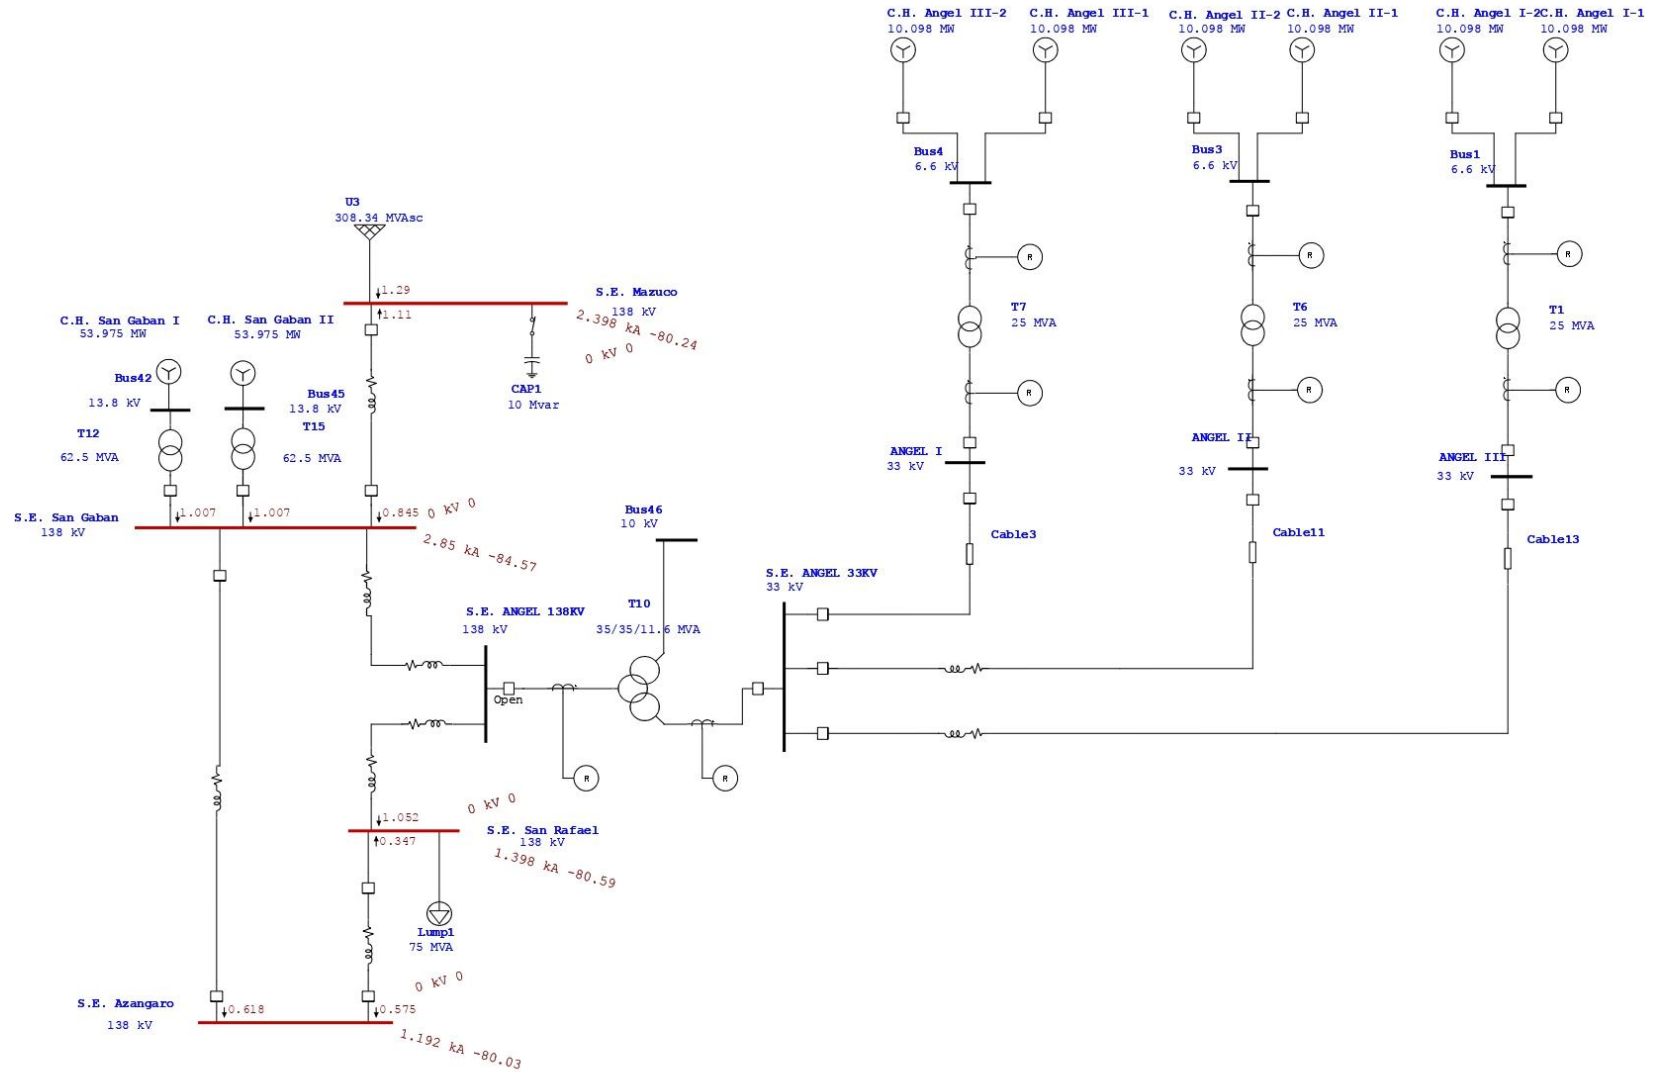 C.H. Angel III-2
10.098 MW
C.H. Angel III-1
10.098 MW
C.H. Angel II-2
10.098 MW
C.H. Angel II-1
10.098 MW
C.H. Angel I-2
10.098 MW
C.H. Angel I-1
10.098 MW
Bus4
6.6 kV
Bus3
6.6 kV
Bus1
6.6 kV
U3
308.34 MVAsc
R
R
R
1.29
S.E. Mazuco
138 kV
1.11
2.398 kA -80.24
0 kV 0
T7
25 MVA
T6
25 MVA
T1
25 MVA
C.H. San Gaban I
53.975 MW
C.H. San Gaban II
53.975 MW
Bus42
13.8 kV
Bus45
13.8 kV
CAP1
10 Mvar
R
R
R
T12
62.5 MVA
T15
62.5 MVA
ANGEL I
33 kV
ANGEL II
33 kV
ANGEL III
33 kV
S.E. San Gaban
138 kV
1.007
1.007
0.845
0 kV 0
2.85 kA -84.57
Bus46
10 kV
Cable3
Cable11
Cable13
S.E. ANGEL 33KV
33 kV
S.E. ANGEL 138KV
138 kV
T10
35/35/11.6 MVA
Open
R
R
1.052
0 kV 0
0.347
S.E. San Rafael
138 kV
1.398 kA -80.59
Lump1
75 MVA
0 kV 0
S.E. Azangaro
138 kV
0.618
0.575
1.192 kA -80.03